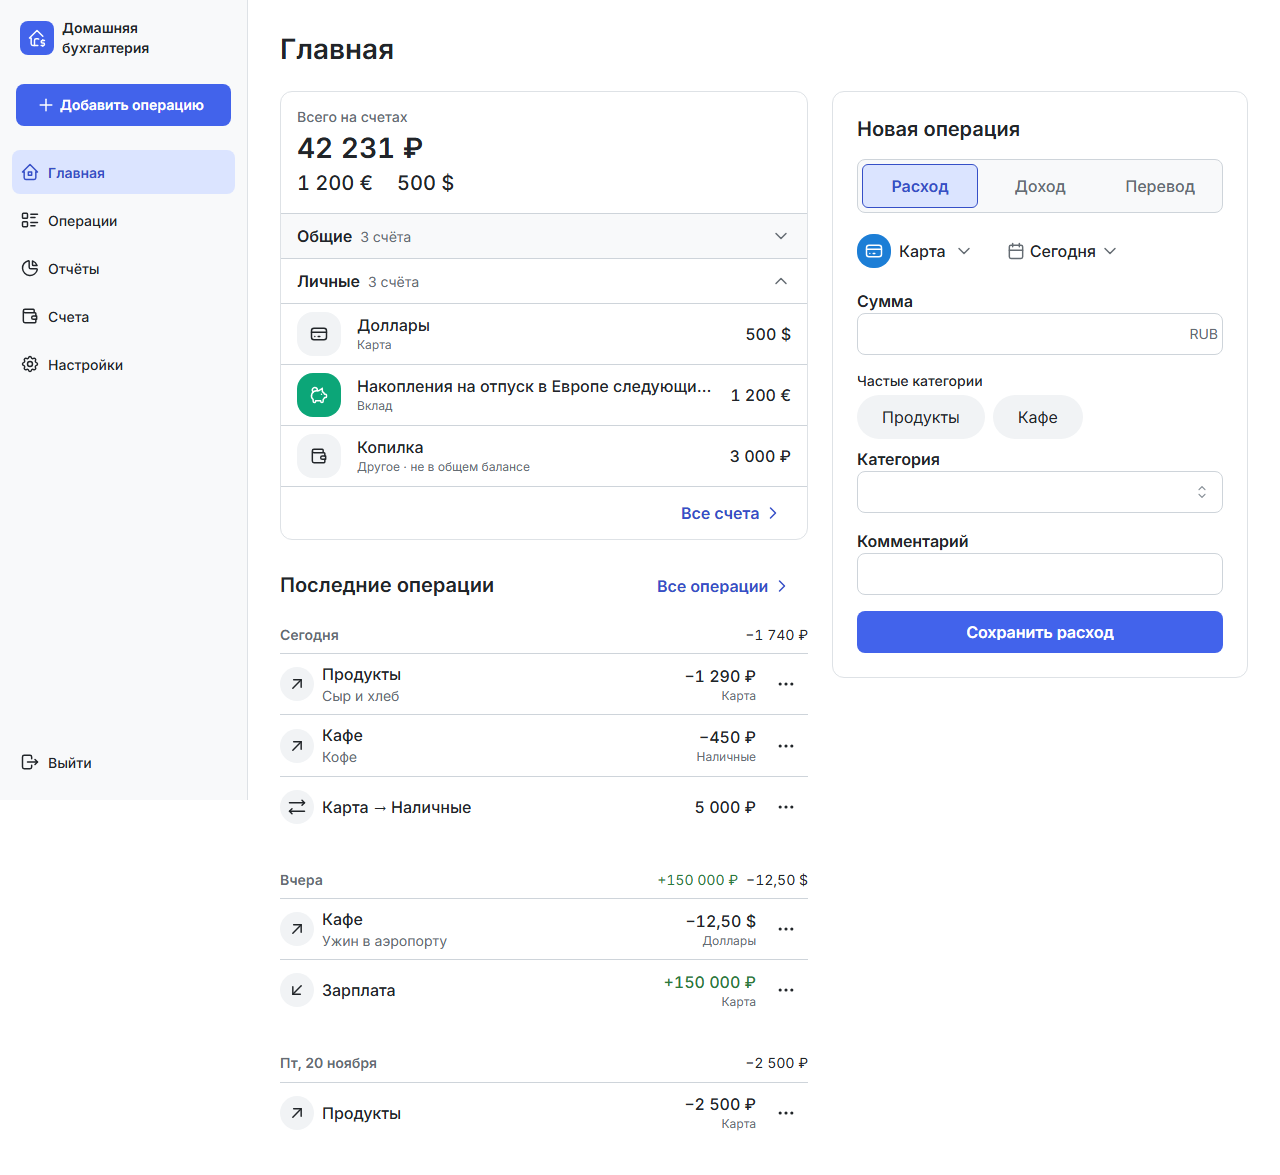 Домашняя
бухгалтерия
Добавить операцию
Главная
Операции
Отчёты
Счета
Настройки
Выйти
Главная
Всего на счетах
42 231 ₽
1 200 € 500 $
Общие 3 счёта
Личные 3 счёта
Доллары
Карта
500 $
Накопления на отпуск в Европе следующи...
Вклад
1 200 €
Копилка
Другое · не в общем балансе
3 000 ₽
Все счета
Последние операции
Все операции
Сегодня
−1 740 ₽
Продукты
Сыр и хлеб
−1 290 ₽
Карта
Кафе
Кофе
−450 ₽
Наличные
Карта → Наличные
5 000 ₽
Вчера
+150 000 ₽ −12,50 $
Кафе
Ужин в аэропорту
−12,50 $
Доллары
Зарплата
+150 000 ₽
Карта
Пт, 20 ноября
−2 500 ₽
Продукты
−2 500 ₽
Карта
Новая операция
Расход Доход Перевод
Карта Сегодня
Сумма
RUB
Частые категории
Продукты Кафе
Категория
Комментарий
Сохранить расход